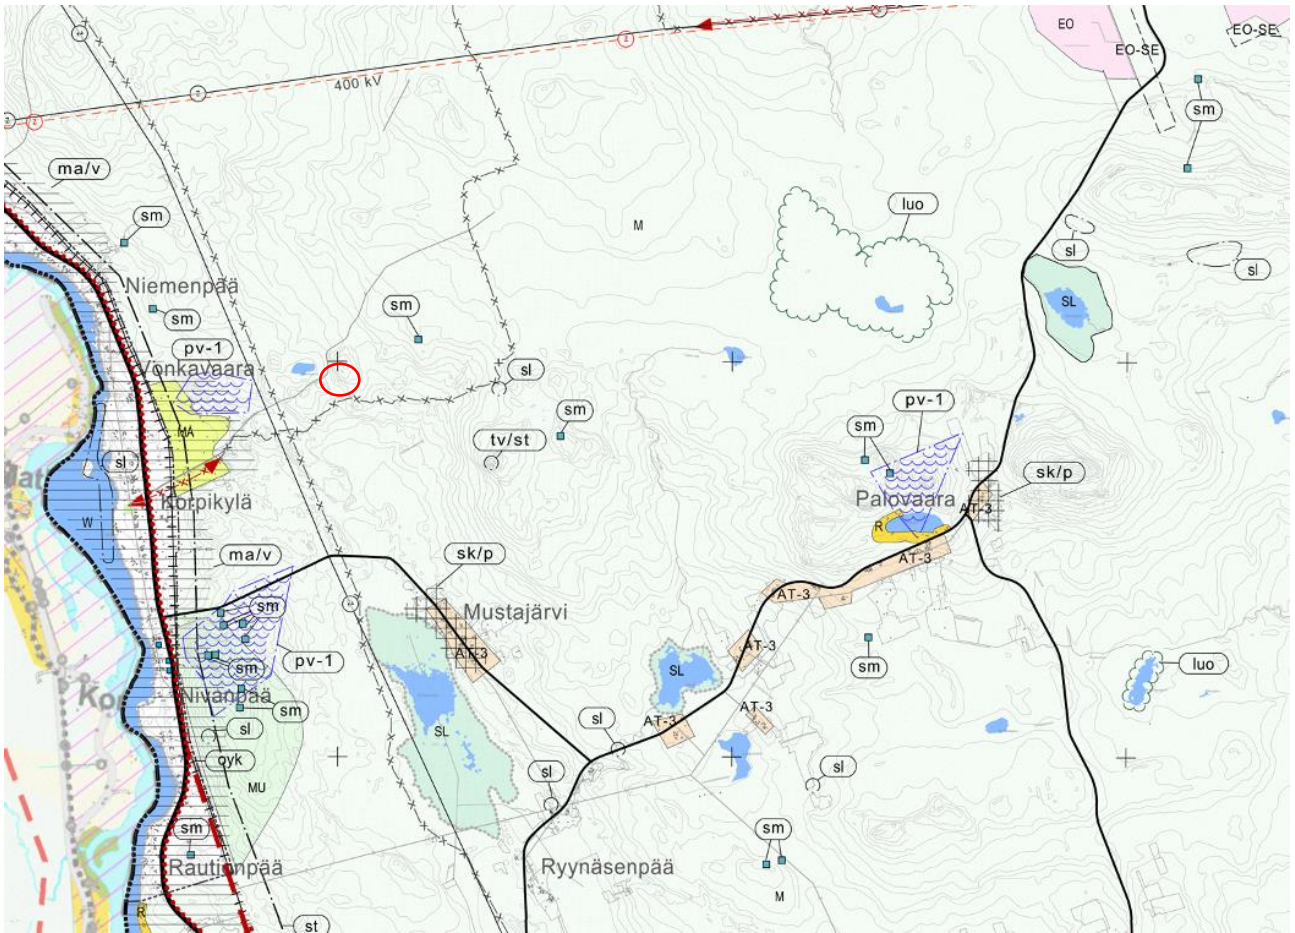 EO
EO-SE
EO-SE
400 kV
sm
ma/v
luo
sm
M
sl
sl
Niemenpää
SL
sm
sm
pv-1
Vonkavaara
sl
pv-1
sm
MA
sm
tv/st
sl
sk/p
Palovaara
Korpikylä
AT-3
W
R
ma/v
sk/p
AT-3
AT-3
sm
Mustajärvi
sm
AT-3
AT-3
pv-1
sm
SL
luo
Nivanpää
sm
AT-3
AT-3
sl
SL
sl
oyk
sl
MU
sl
sm
sm
Rautionpää
Ryynäsenpää
M
R
st